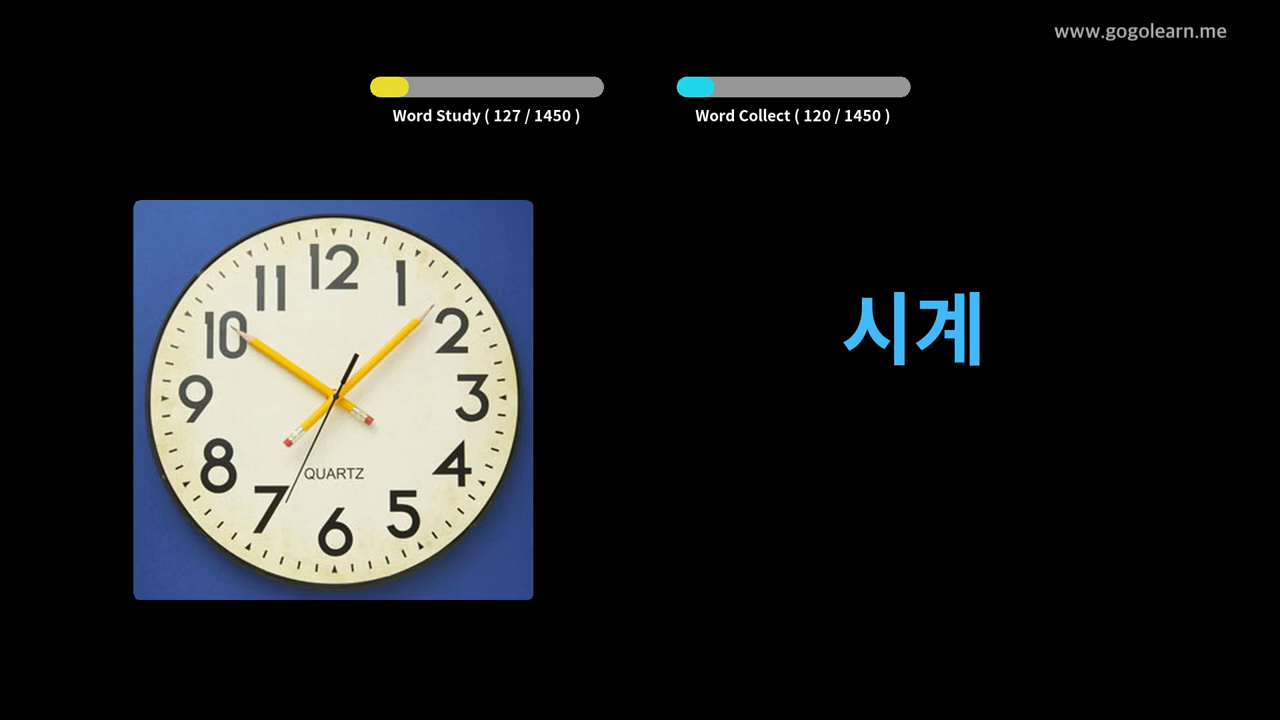 www.gogolearn.me
Word Study ( 127 / 1450 )
Word Collect ( 120 / 1450 )
12
1
2
3
4
5
6
7
8
9
10
11
QUARTZ
시계